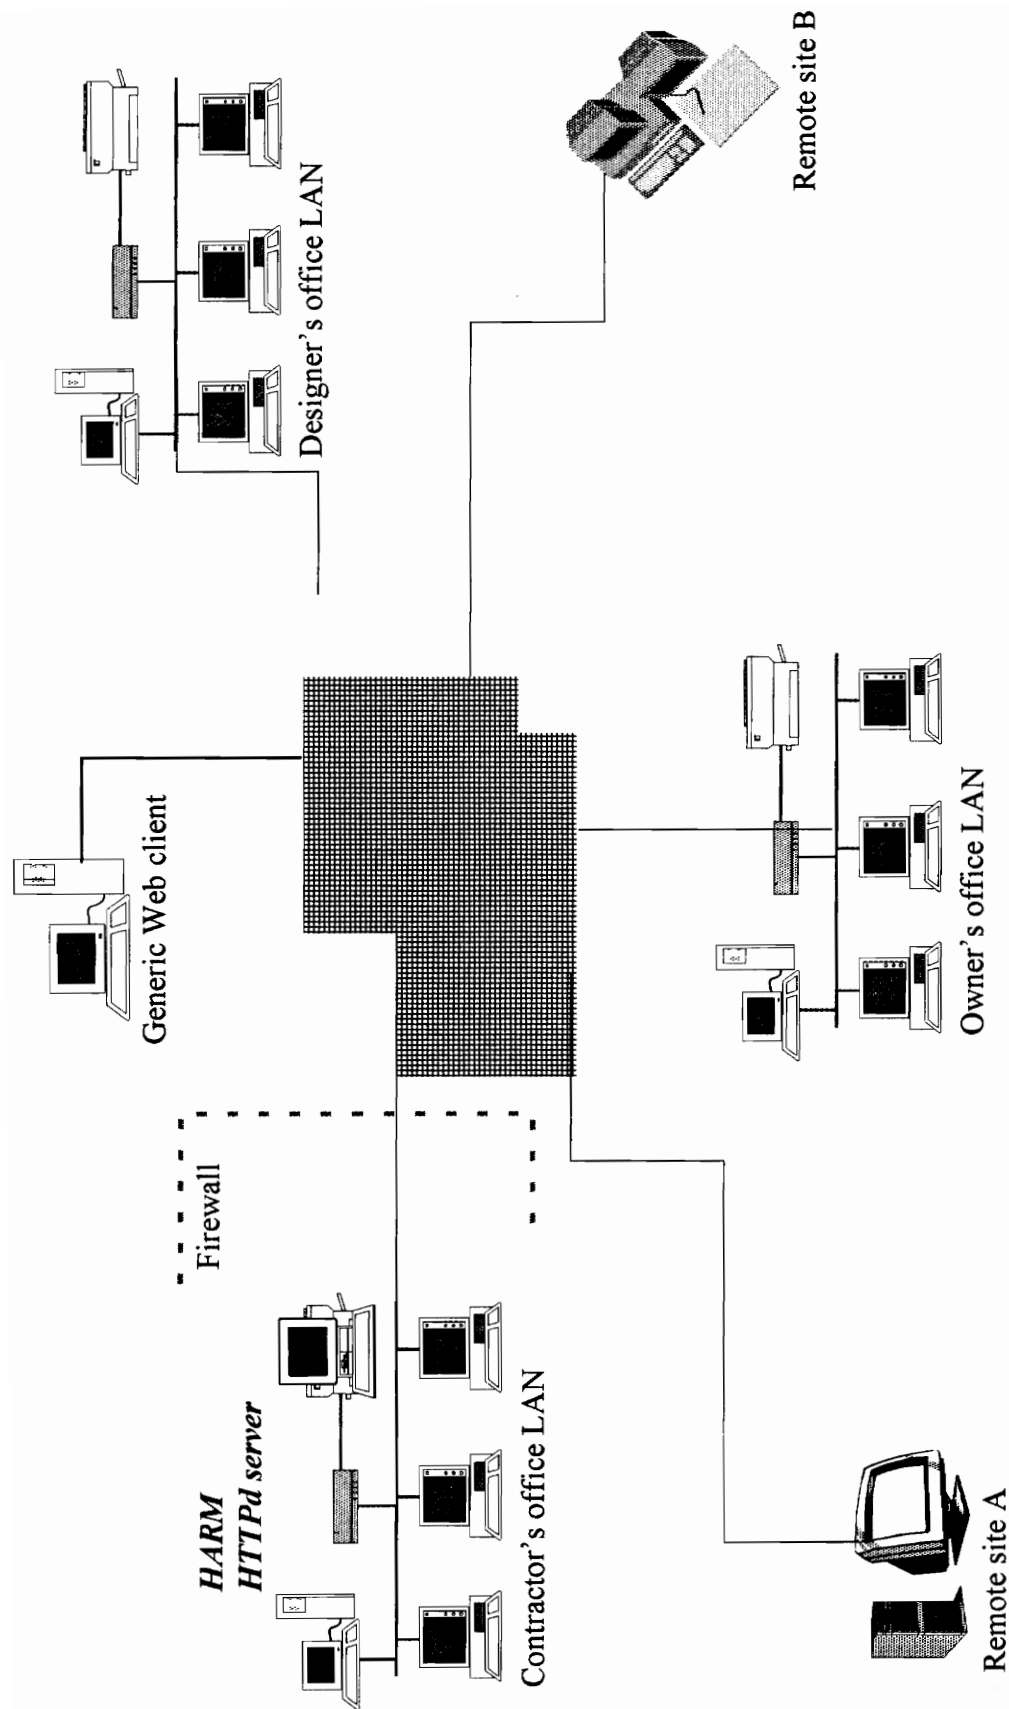 HARM
HTTPd server
Firewall
Generic Web client
Designer's office LAN
Contractor's office LAN
Owner's office LAN
Remote site A
Remote site B